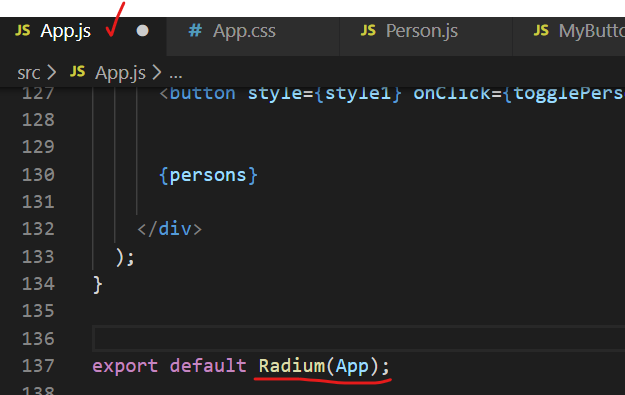 JS App.js # App.css JS Person.js JS MyButto
src > JS App.js > ...
127 <button style={style1} onClick={togglePers
128
129
130 {persons}
131
132 </div>
133 );
134 }
135
136
137 export default Radium(App);
138